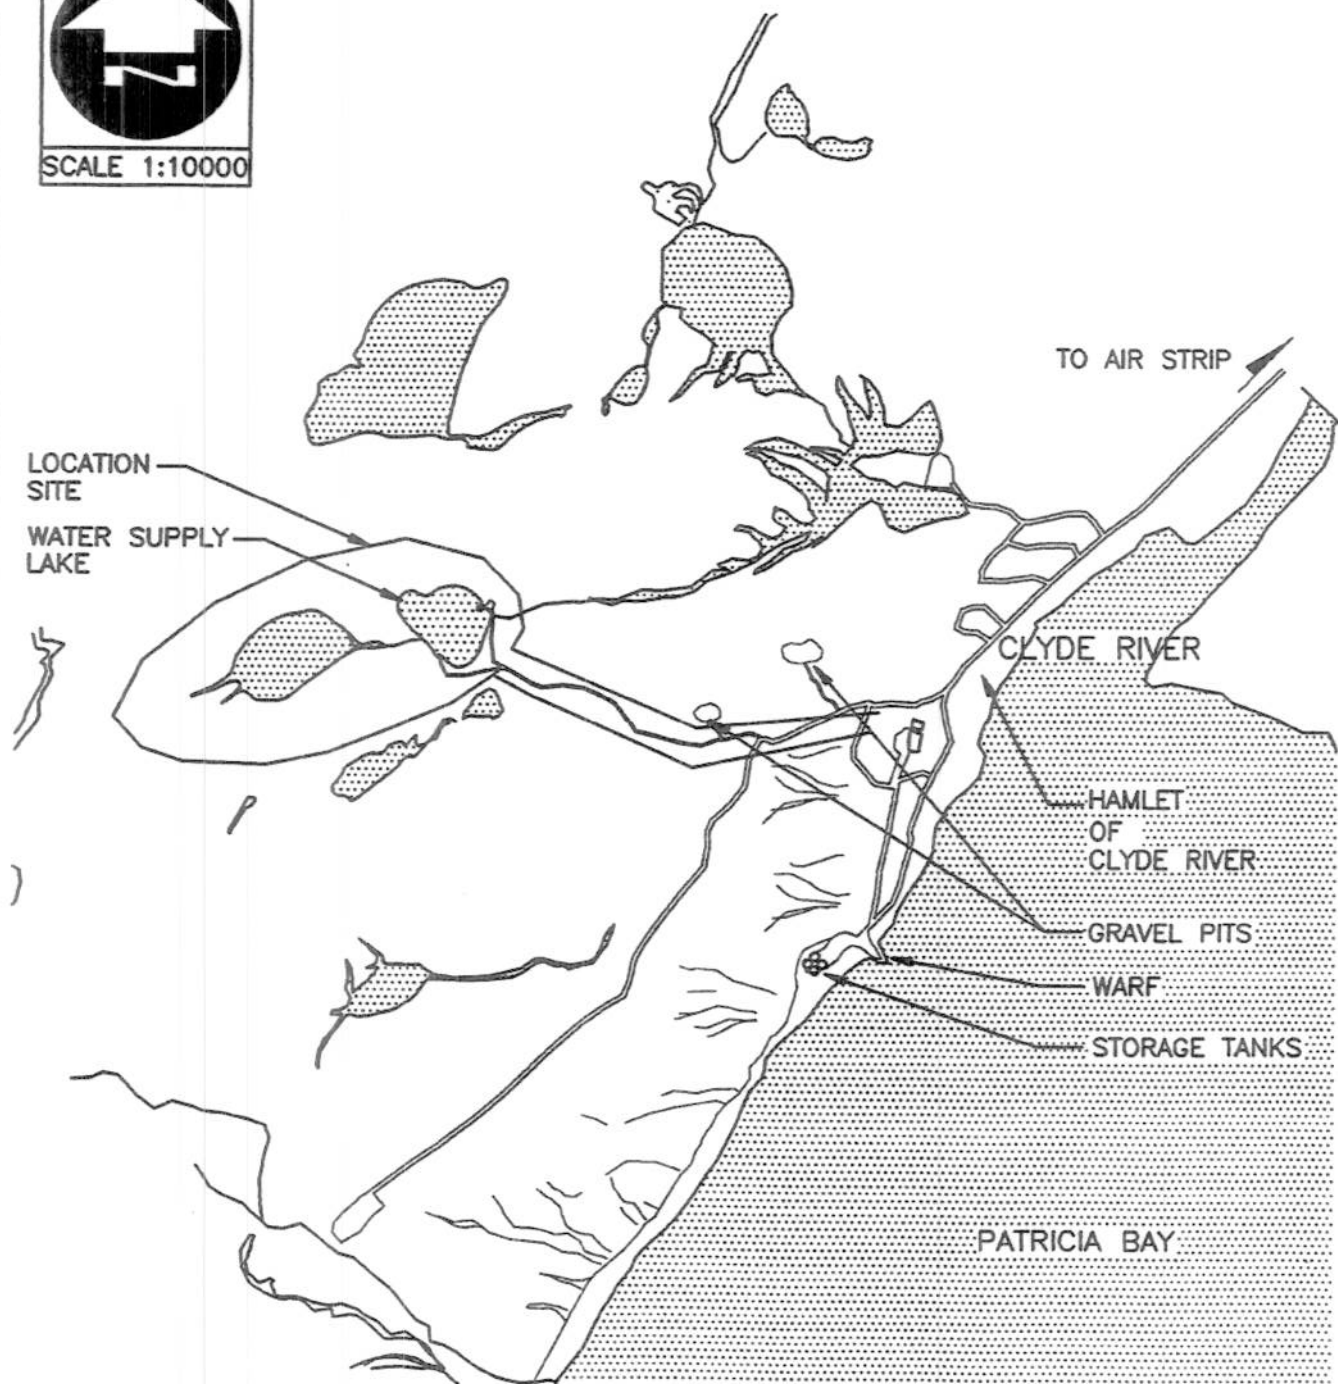 N
SCALE 1:10000
TO AIR STRIP
LOCATION
SITE
WATER SUPPLY
LAKE
CLYDE RIVER
HAMLET
OF
CLYDE RIVER
GRAVEL PITS
WARF
STORAGE TANKS
PATRICIA BAY